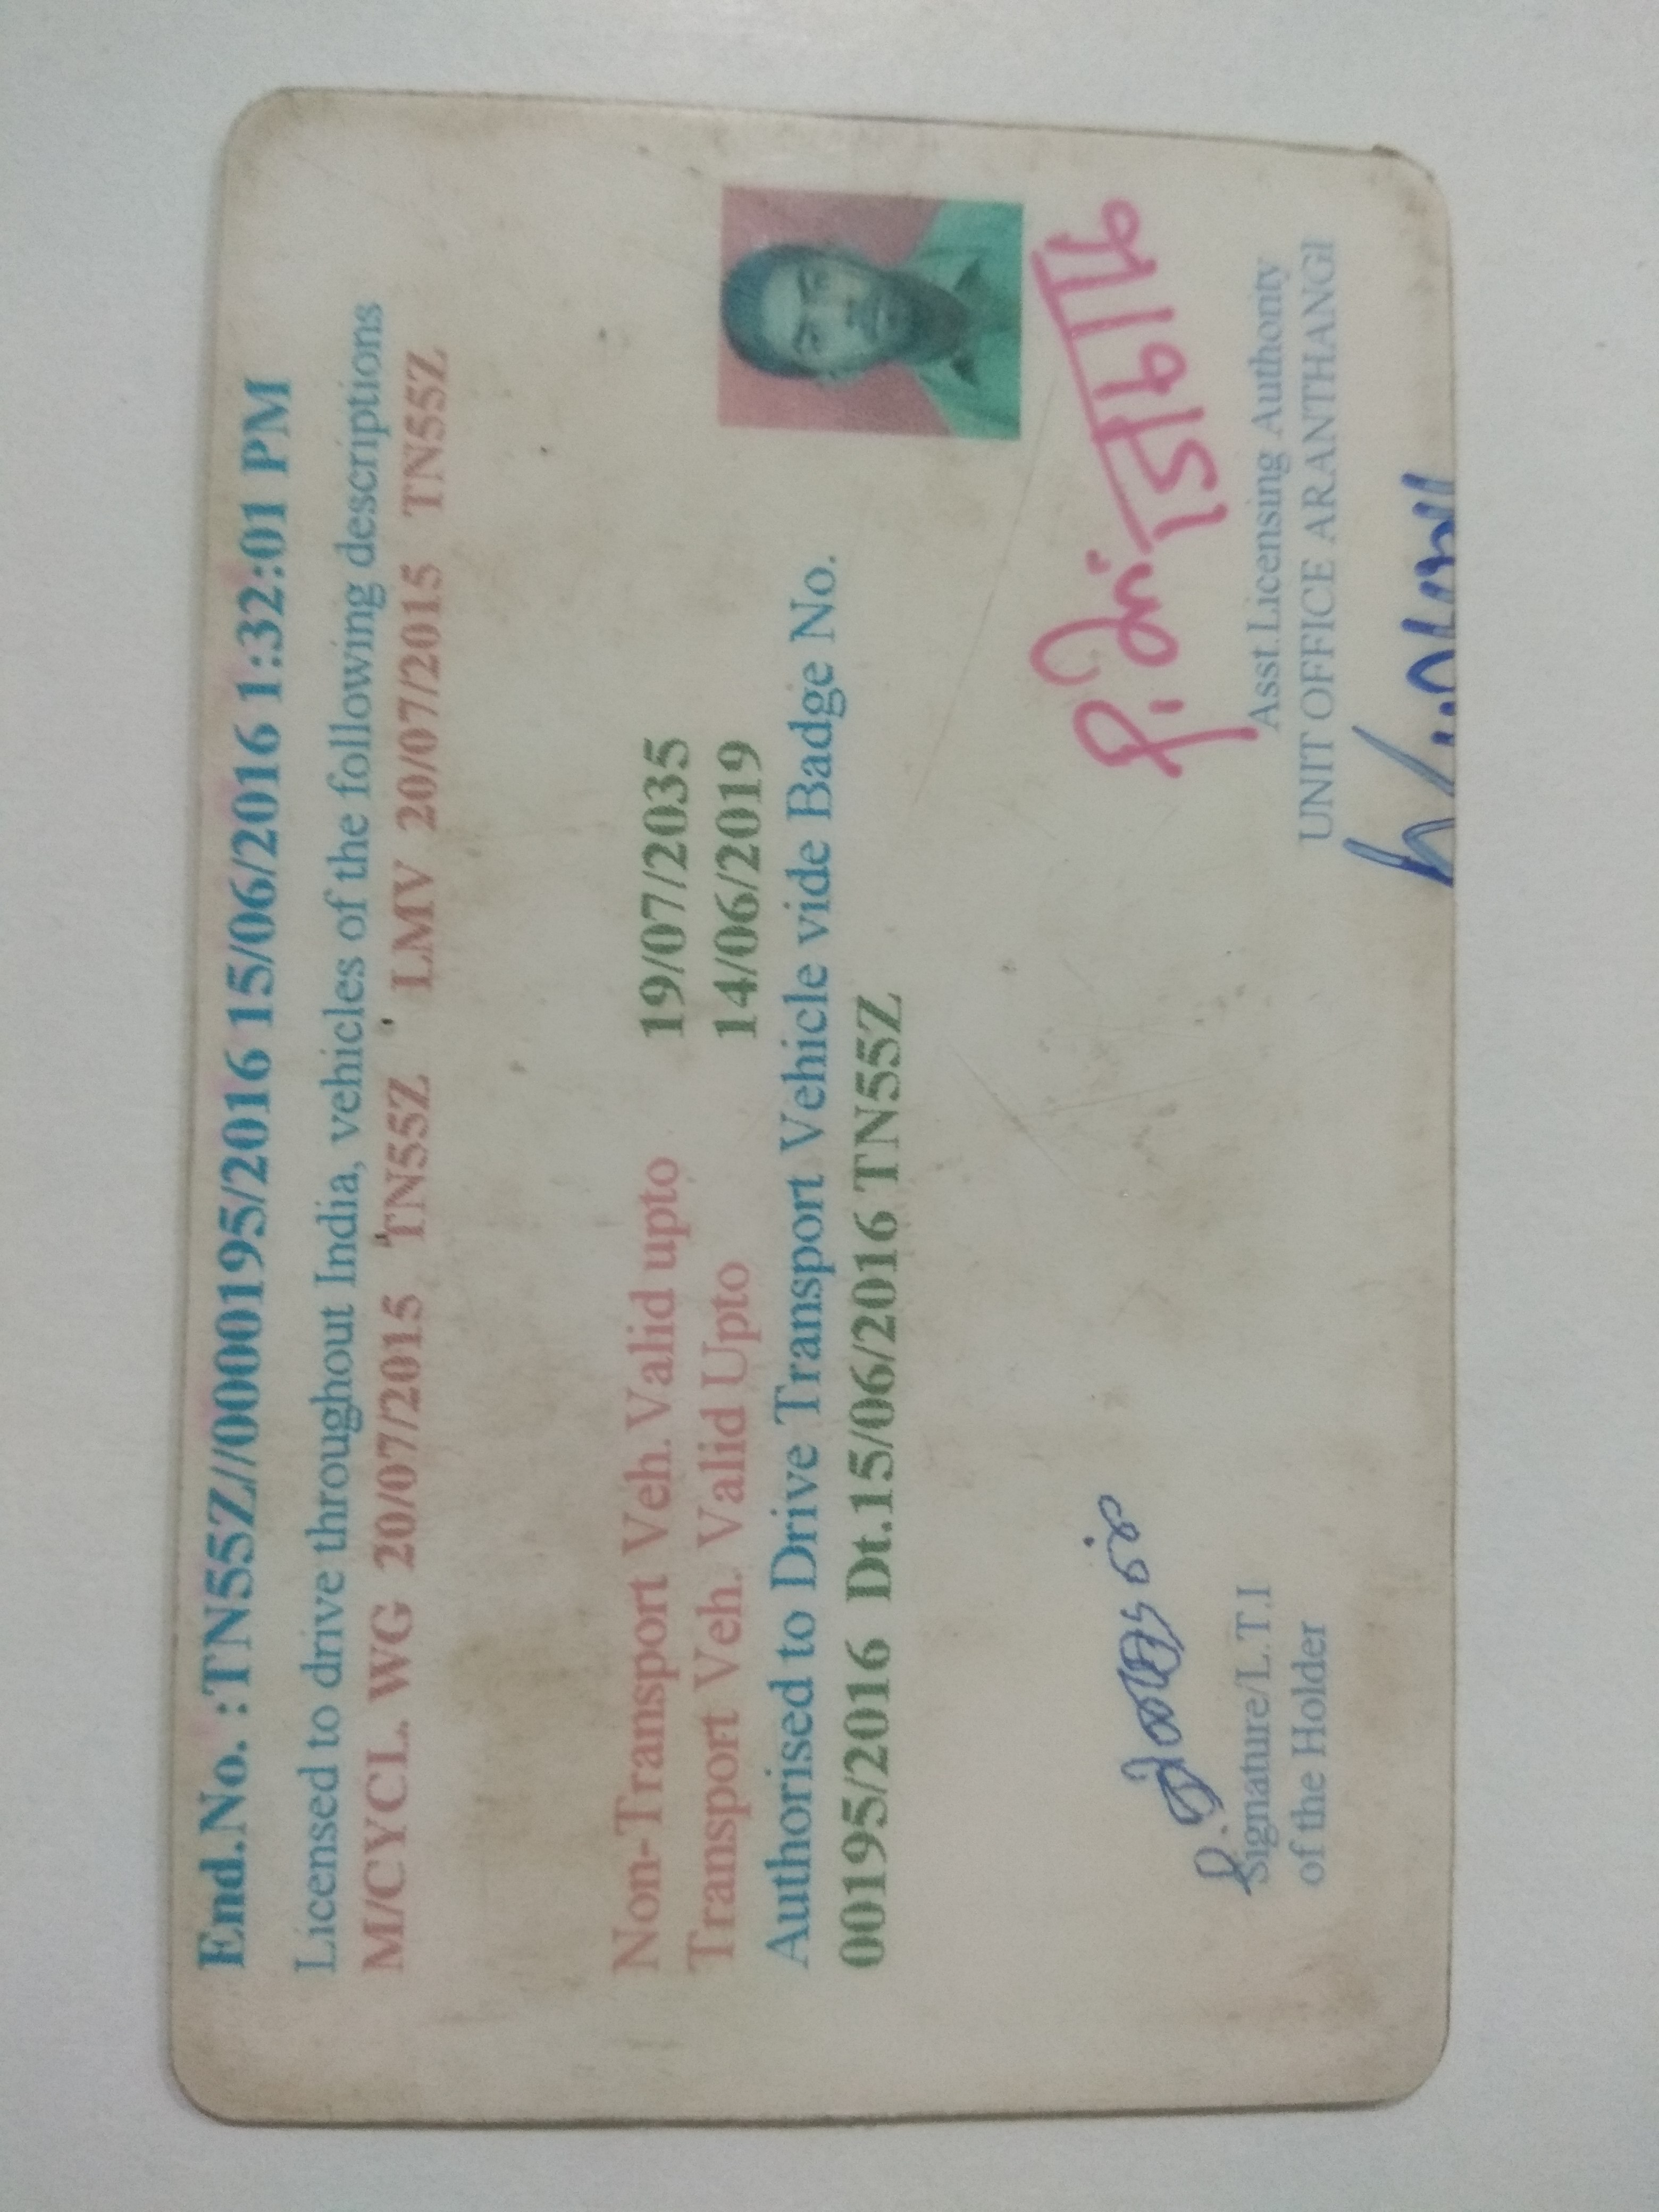 End.No. :TN55Z//0000195/2016 15/06/2016 1:32:01 PM
Licensed to drive throughout India, vehicles of the following descriptions
M/CYCL. WG 20/07/2015 TN55Z LMV 20/07/2015 TN55Z
Non-Transport Veh.Valid upto 19/07/2035
Transport Veh. Valid Upto 14/06/2019
Authorised to Drive Transport Vehicle vide Badge No.
00195/2016 Dt.15/06/2016 TN55Z
Signature/L.T.I
of the Holder
Asst.Licensing Authority
UNIT OFFICE ARANTHANGI